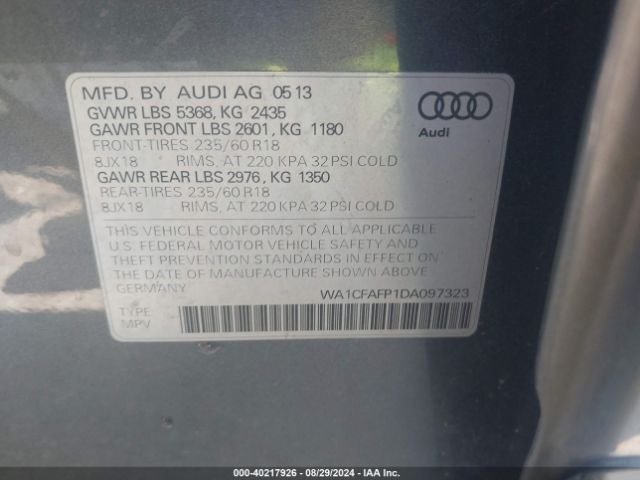 MFD. BY AUDI AG 05 13
GVWR LBS 5368, KG 2435
GAWR FRONT LBS 2601, KG 1180
FRONT-TIRES 235/60 R18
8JX18 RIMS, AT 220 KPA 32 PSI COLD
GAWR REAR LBS 2976, KG 1350
REAR-TIRES 235/60 R18
8JX18 RIMS, AT 220 KPA 32 PSI COLD
Audi
THIS VEHICLE CONFORMS TO ALL APPLICABLE
U.S. FEDERAL MOTOR VEHICLE SAFETY AND
THEFT PREVENTION STANDARDS IN EFFECT ON
THE DATE OF MANUFACTURE SHOWN ABOVE.
GERMANY
WA1CFAFP1DA097323
TYPE:
MPV
000-40217926 - 08/29/2024 - IAA Inc.